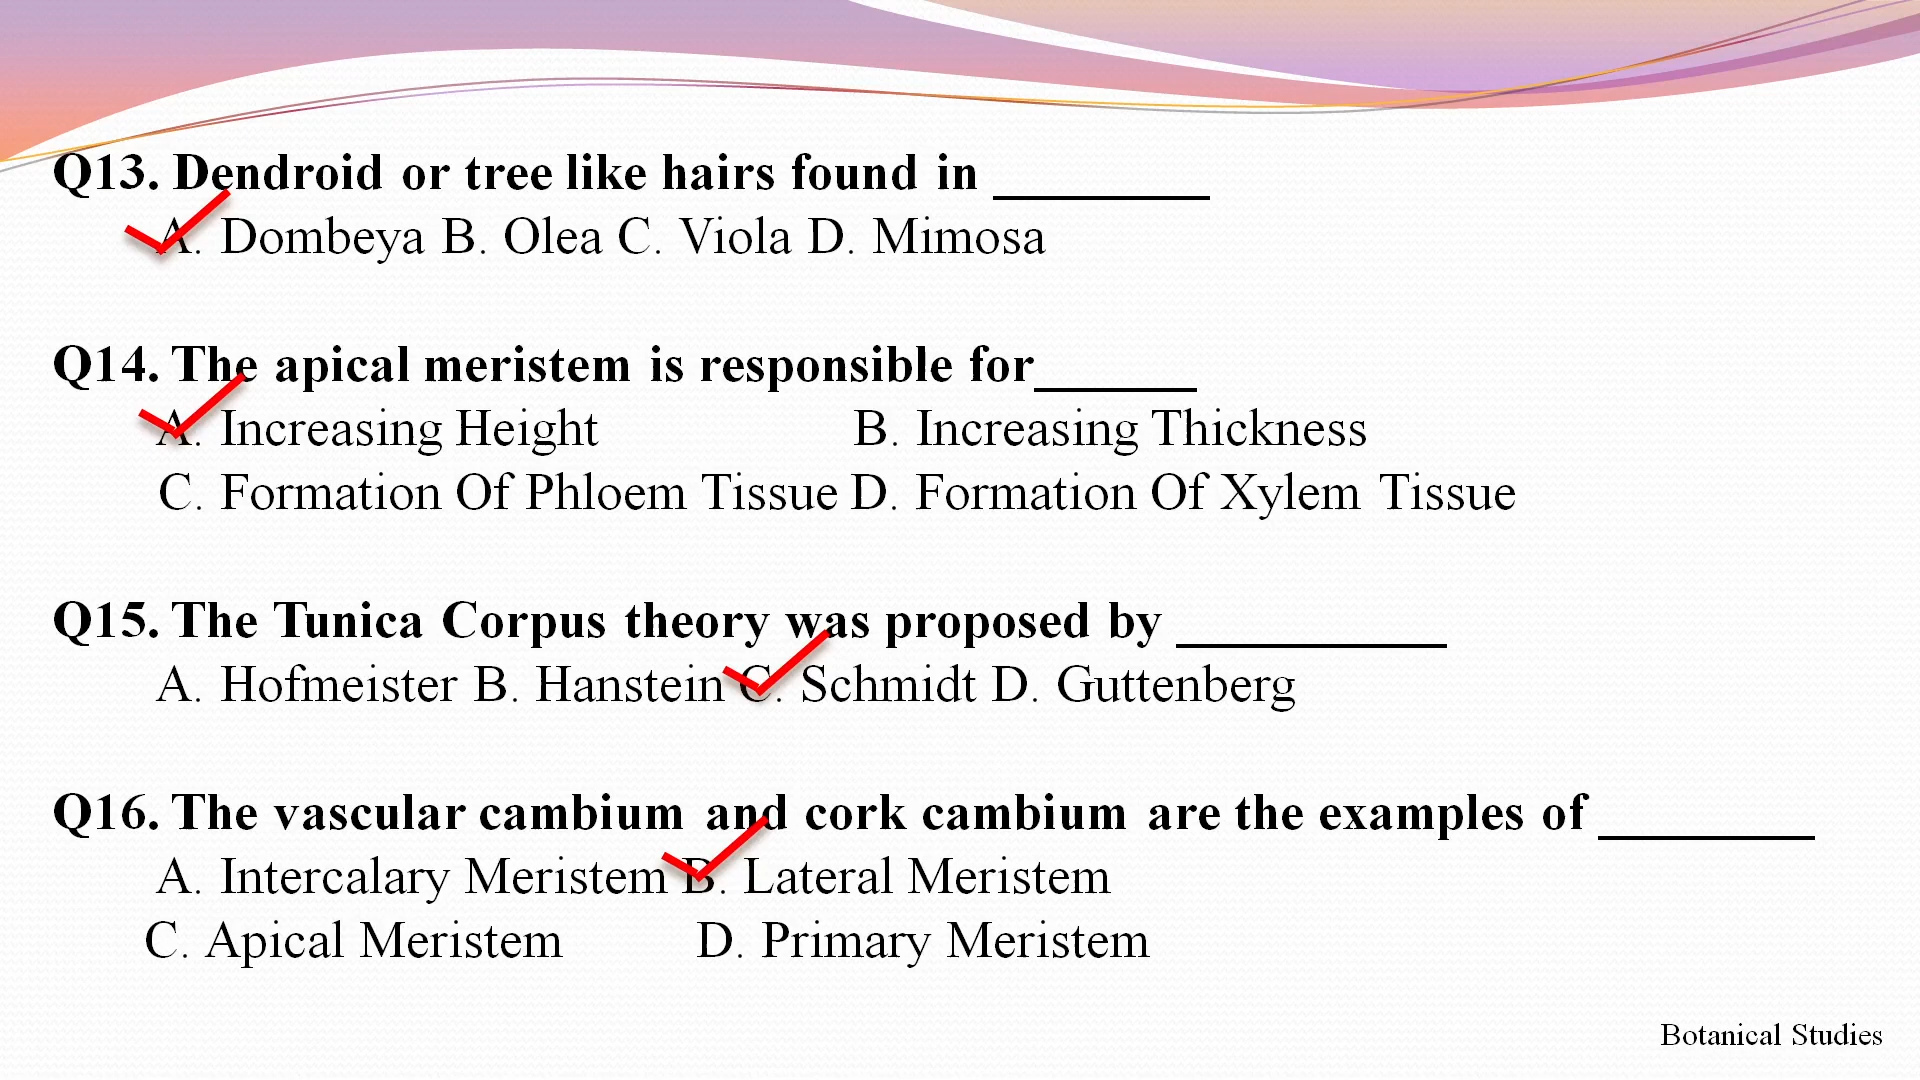 Q13. Dendroid or tree like hairs found in ________
A. Dombeya B. Olea C. Viola D. Mimosa
Q14. The apical meristem is responsible for______
A. Increasing Height B. Increasing Thickness
C. Formation Of Phloem Tissue D. Formation Of Xylem Tissue
Q15. The Tunica Corpus theory was proposed by __________
A. Hofmeister B. Hanstein C. Schmidt D. Guttenberg
Q16. The vascular cambium and cork cambium are the examples of ________
A. Intercalary Meristem B. Lateral Meristem
C. Apical Meristem D. Primary Meristem
Botanical Studies